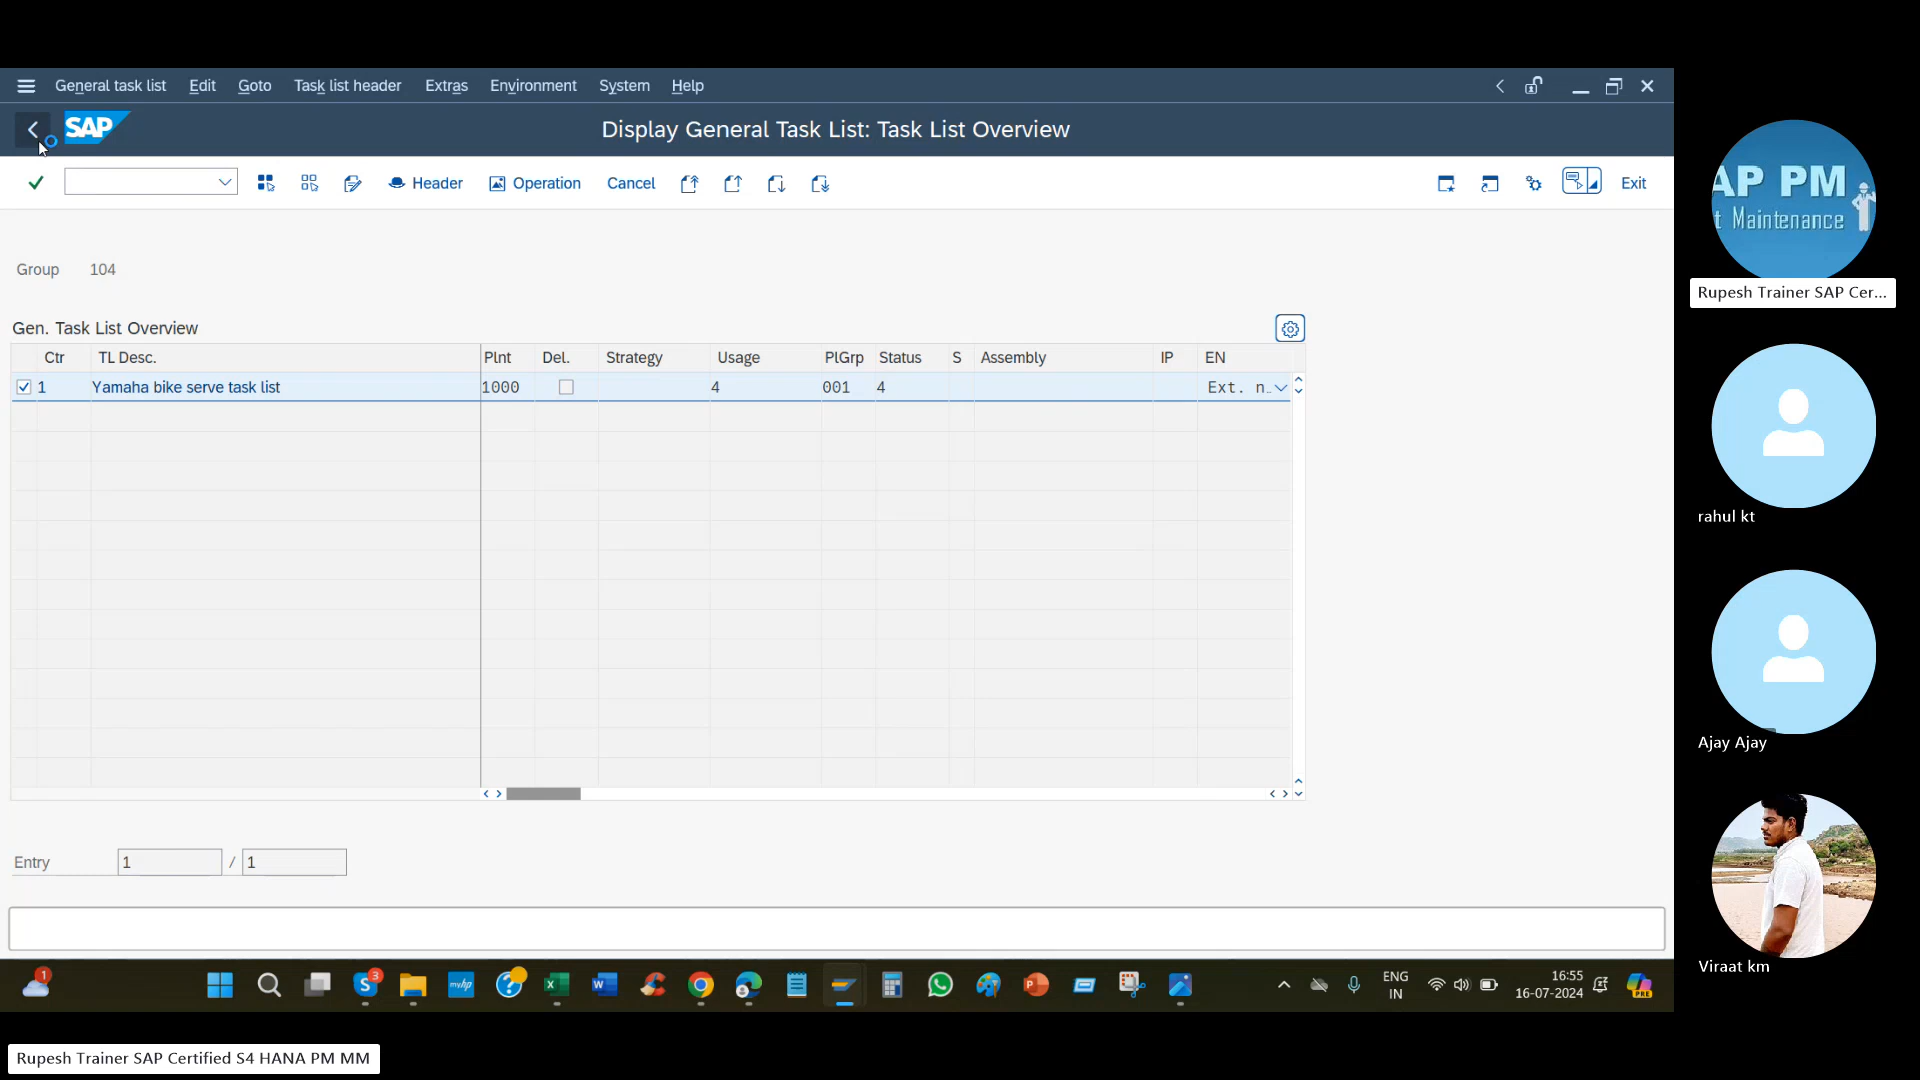 General task list Edit Goto Task list header Extras Environment System Help
SAP Display General Task List: Task List Overview
Header Operation Cancel Exit
Group 104
Gen. Task List Overview
Ctr TL Desc. Plnt Del. Strategy Usage PlGrp Status S Assembly IP EN
1 Yamaha bike serve task list 1000 4 001 4 Ext. n..
Entry 1 / 1
1 3 myhp ENG IN 16:55
16-07-2024 PRE
Rupesh Trainer SAP Certified S4 HANA PM MM
AP PM
t Maintenance
Rupesh Trainer SAP Cer...
rahul kt
Ajay Ajay
Viraat km